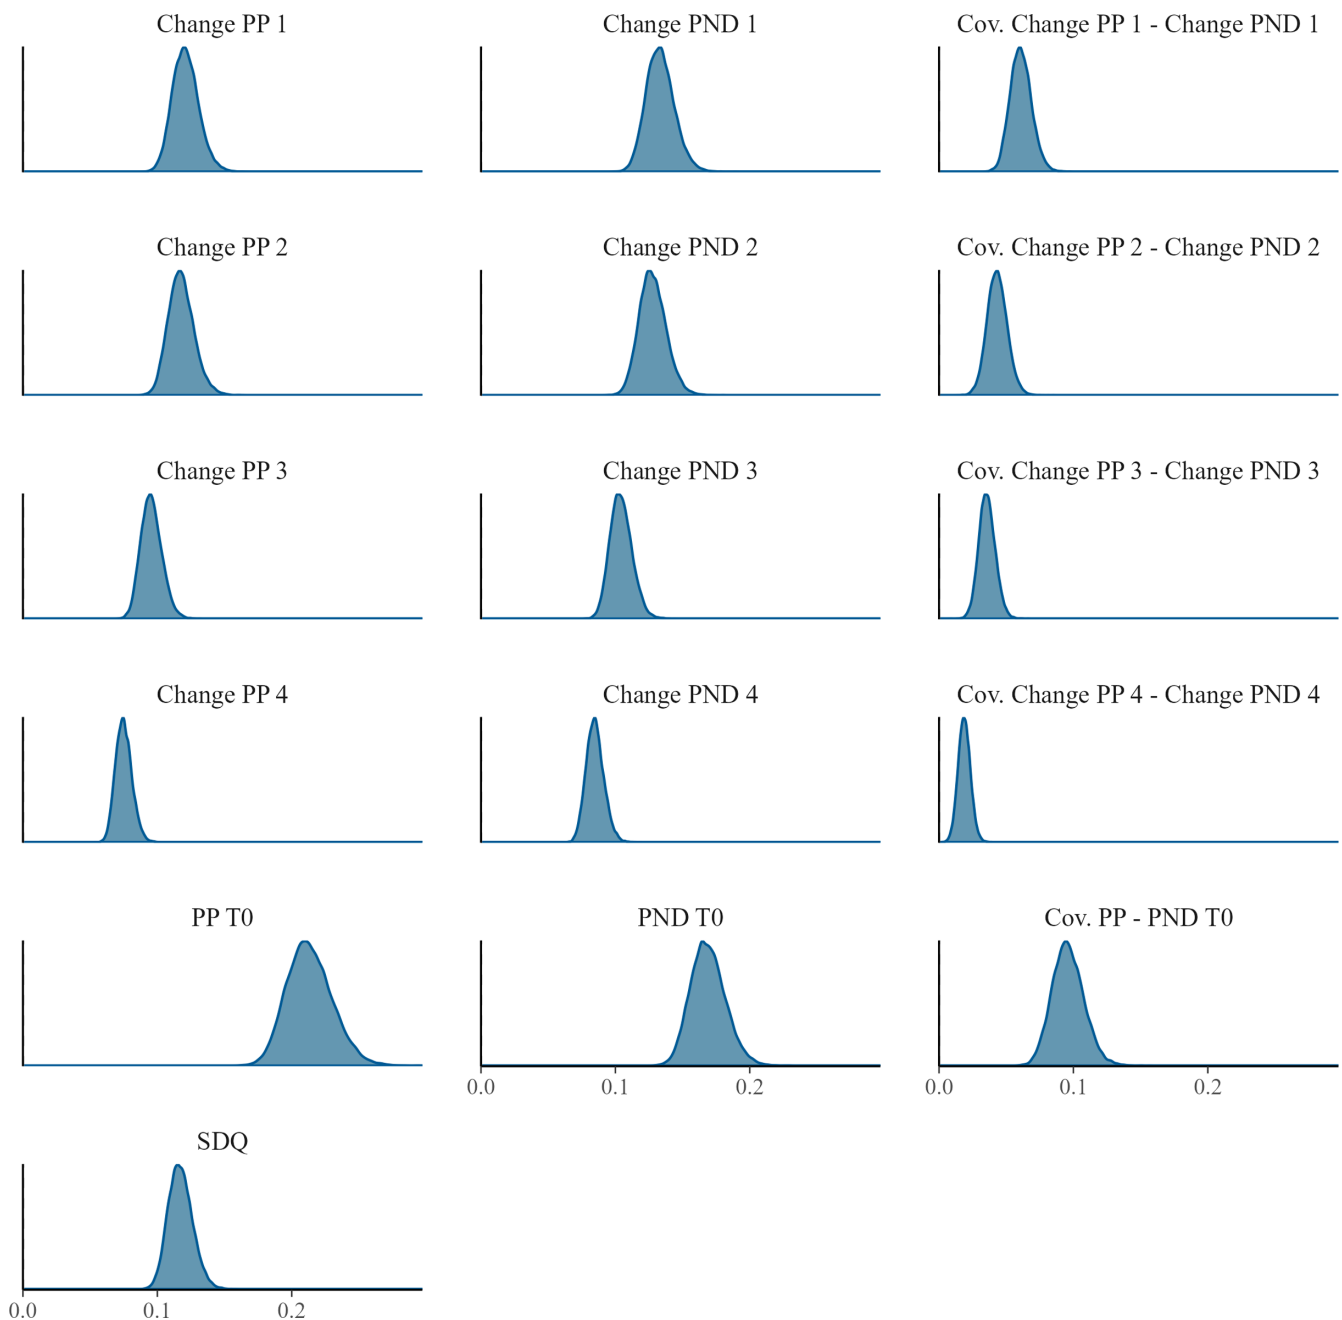 Change PP 1
Change PND 1
Cov. Change PP 1 - Change PND 1
Change PP 2
Change PND 2
Cov. Change PP 2 - Change PND 2
Change PP 3
Change PND 3
Cov. Change PP 3 - Change PND 3
Change PP 4
Change PND 4
Cov. Change PP 4 - Change PND 4
PP T0
PND T0
Cov. PP - PND T0
0.0 0.1 0.2
0.0 0.1 0.2
SDQ
0.0 0.1 0.2